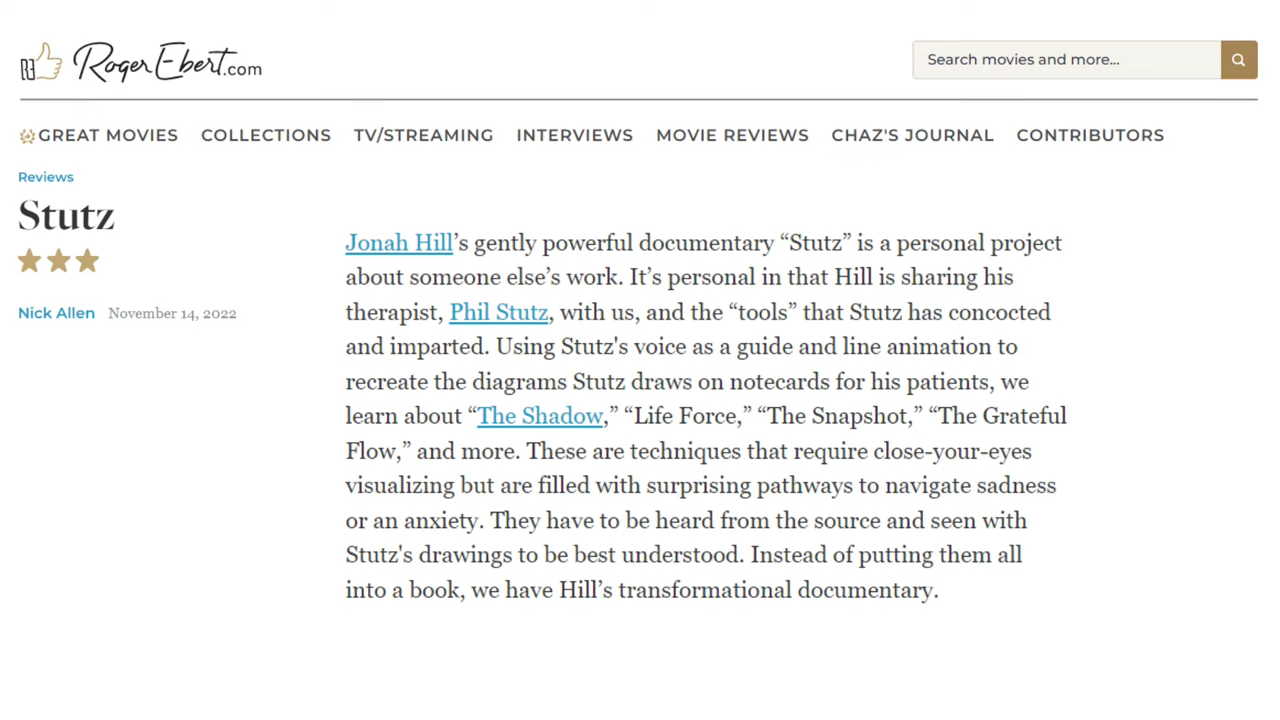 RogerEbert.com
Search movies and more...
GREAT MOVIES COLLECTIONS TV/STREAMING INTERVIEWS MOVIE REVIEWS CHAZ'S JOURNAL CONTRIBUTORS
Reviews
Stutz
Nick Allen November 14, 2022
Jonah Hill’s gently powerful documentary “Stutz” is a personal project
about someone else’s work. It’s personal in that Hill is sharing his
therapist, Phil Stutz, with us, and the “tools” that Stutz has concocted
and imparted. Using Stutz's voice as a guide and line animation to
recreate the diagrams Stutz draws on notecards for his patients, we
learn about “The Shadow,” “Life Force,” “The Snapshot,” “The Grateful
Flow,” and more. These are techniques that require close-your-eyes
visualizing but are filled with surprising pathways to navigate sadness
or an anxiety. They have to be heard from the source and seen with
Stutz's drawings to be best understood. Instead of putting them all
into a book, we have Hill’s transformational documentary.